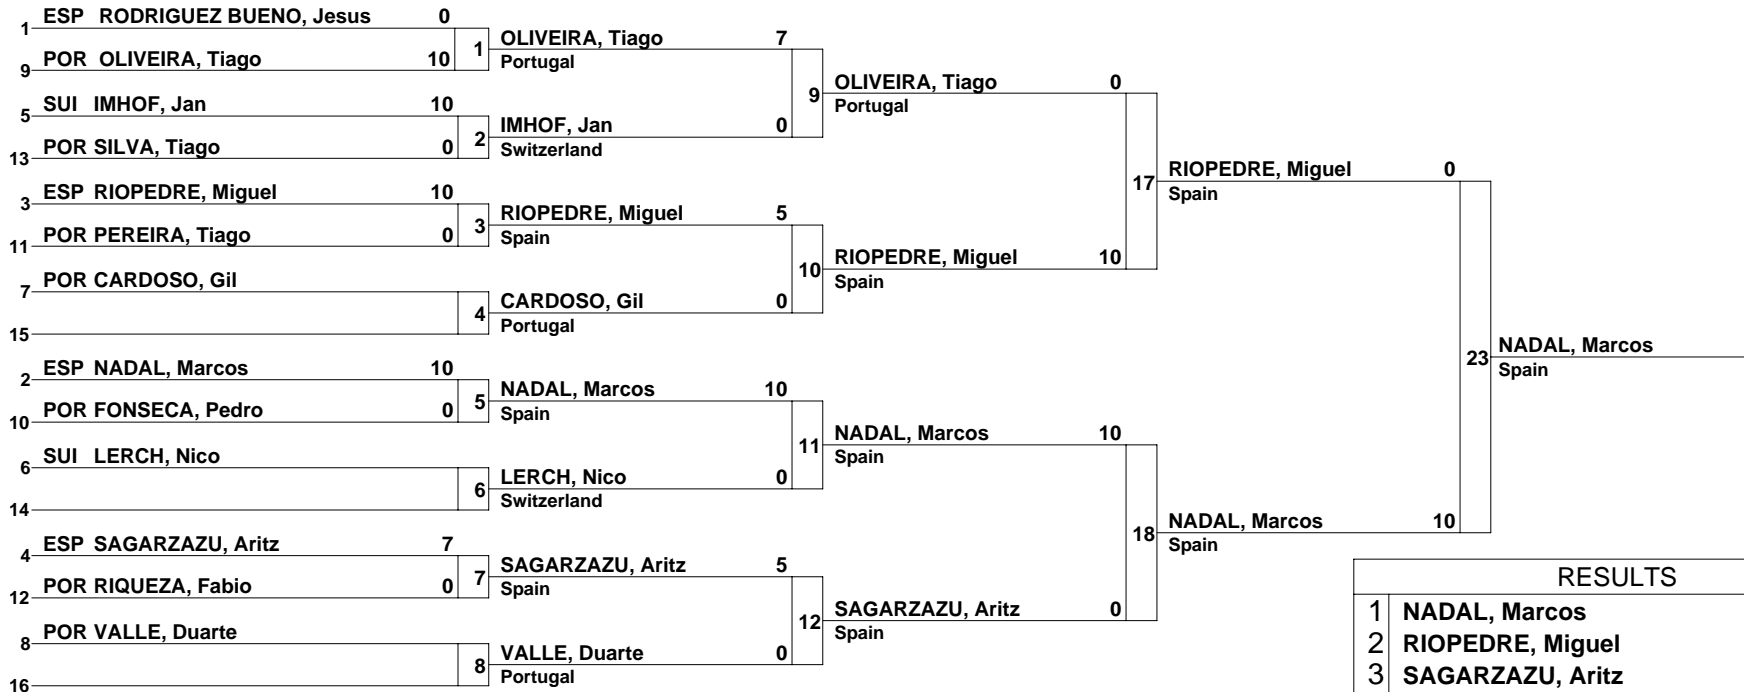 1 ESP RODRIGUEZ BUENO, Jesus 0
9 POR OLIVEIRA, Tiago 10
1
5 SUI IMHOF, Jan 10
13 POR SILVA, Tiago 0
2
3 ESP RIOPEDRE, Miguel 10
11 POR PEREIRA, Tiago 0
3
7 POR CARDOSO, Gil
15
4
2 ESP NADAL, Marcos 10
10 POR FONSECA, Pedro 0
5
6 SUI LERCH, Nico
14
6
4 ESP SAGARZAZU, Aritz 7
12 POR RIQUEZA, Fabio 0
7
8 POR VALLE, Duarte
16
8
OLIVEIRA, Tiago 7
Portugal
IMHOF, Jan 0
Switzerland
9
RIOPEDRE, Miguel 5
Spain
CARDOSO, Gil 0
Portugal
10
NADAL, Marcos 10
Spain
LERCH, Nico 0
Switzerland
11
SAGARZAZU, Aritz 5
Spain
VALLE, Duarte 0
Portugal
12
OLIVEIRA, Tiago 0
Portugal
RIOPEDRE, Miguel 10
Spain
17
NADAL, Marcos 10
Spain
SAGARZAZU, Aritz 0
Spain
18
RIOPEDRE, Miguel 0
Spain
NADAL, Marcos 10
Spain
23
NADAL, Marcos
Spain
RESULTS
1 NADAL, Marcos
2 RIOPEDRE, Miguel
3 SAGARZAZU, Aritz